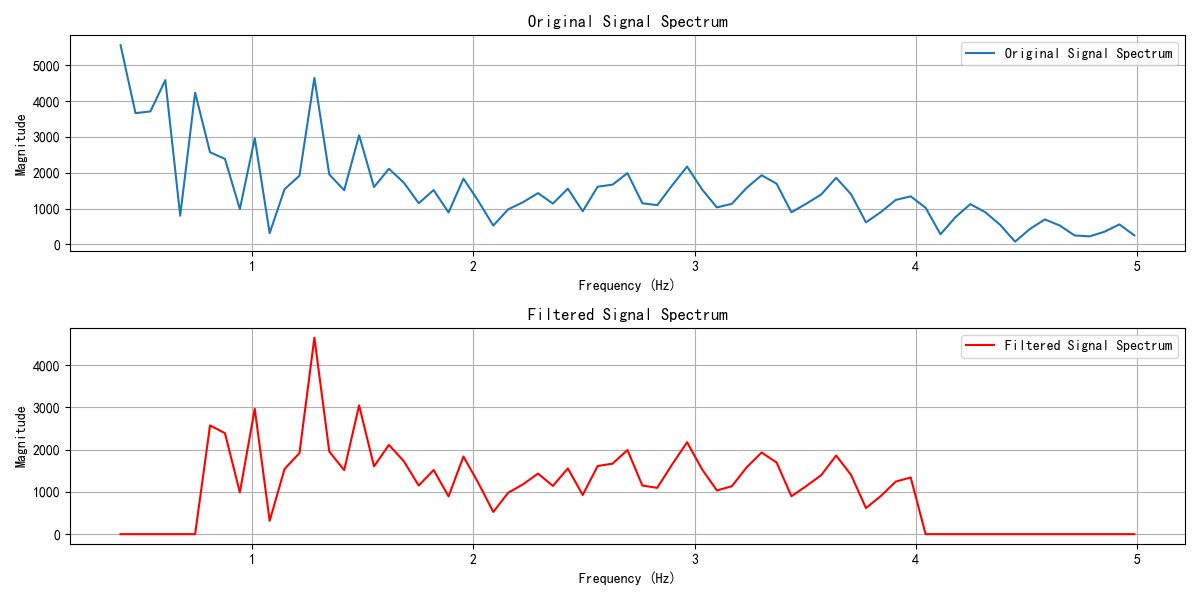 Original Signal Spectrum
Original Signal Spectrum
5000
4000
3000
2000
1000
0
Magnitude
1 2 3 4 5
Frequency (Hz)
Filtered Signal Spectrum
Filtered Signal Spectrum
4000
3000
2000
1000
0
Magnitude
1 2 3 4 5
Frequency (Hz)